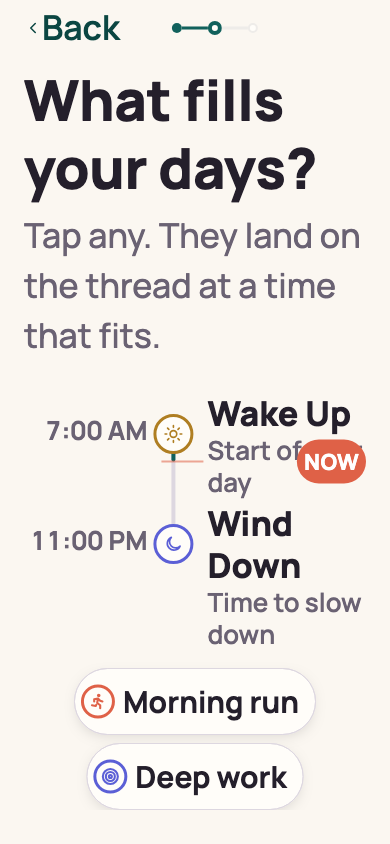 Back
What fills
your days?
Tap any. They land on
the thread at a time
that fits.
7:00 AM
Wake Up
Start of
day
NOW
11:00 PM
Wind
Down
Time to slow
down
Morning run
Deep work